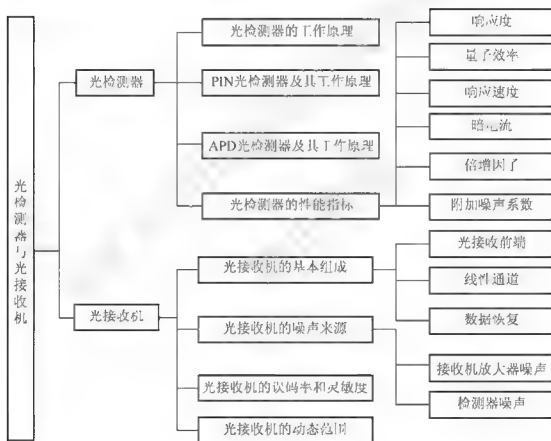 光检测器与光接收机
光检测器
光检测器的工作原理
PIN光检测器及其工作原理
APD光检测器及其工作原理
光检测器的性能指标
响应度
量子效率
响应速度
暗电流
倍增因子
附加噪声系数
光接收机
光接收机的基本组成
光接收前端
线性通道
数据恢复
光接收机的噪声来源
接收机放大器噪声
检测器噪声
光接收机的误码率和灵敏度
光接收机的动态范围